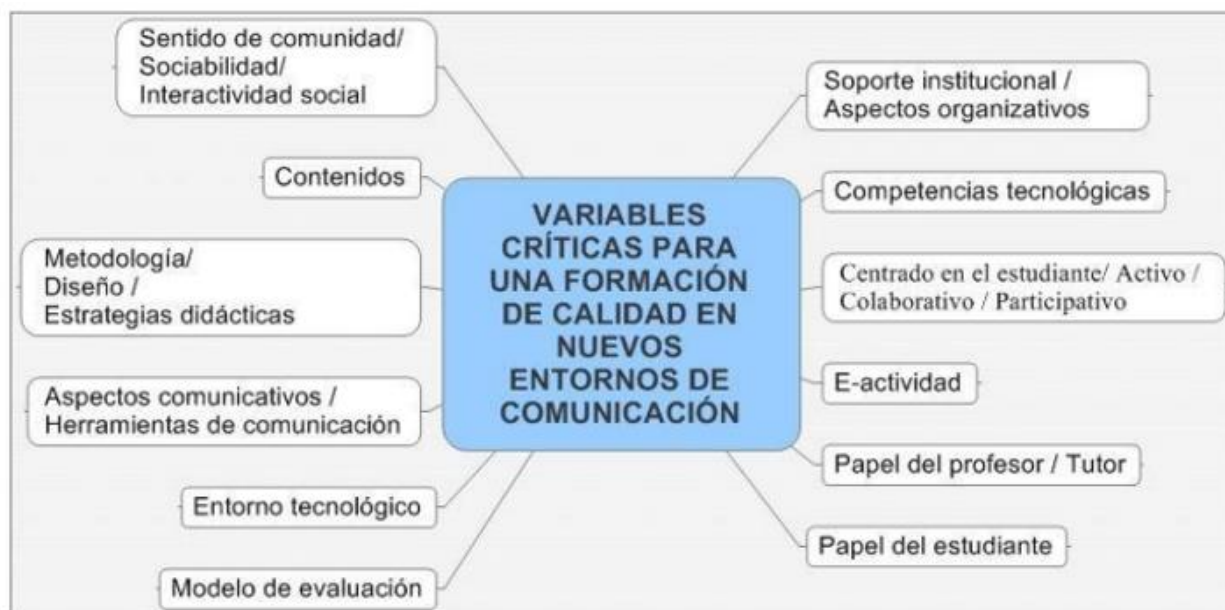 Sentido de comunidad/
Sociabilidad/
Interactividad social
Contenidos
Metodología/
Diseño /
Estrategias didácticas
Aspectos comunicativos /
Herramientas de comunicación
Entorno tecnológico
Modelo de evaluación
VARIABLES
CRÍTICAS PARA
UNA FORMACIÓN
DE CALIDAD EN
NUEVOS
ENTORNOS DE
COMUNICACIÓN
Soporte institucional /
Aspectos organizativos
Competencias tecnológicas
Centrado en el estudiante/ Activo /
Colaborativo / Participativo
E-actividad
Papel del profesor / Tutor
Papel del estudiante